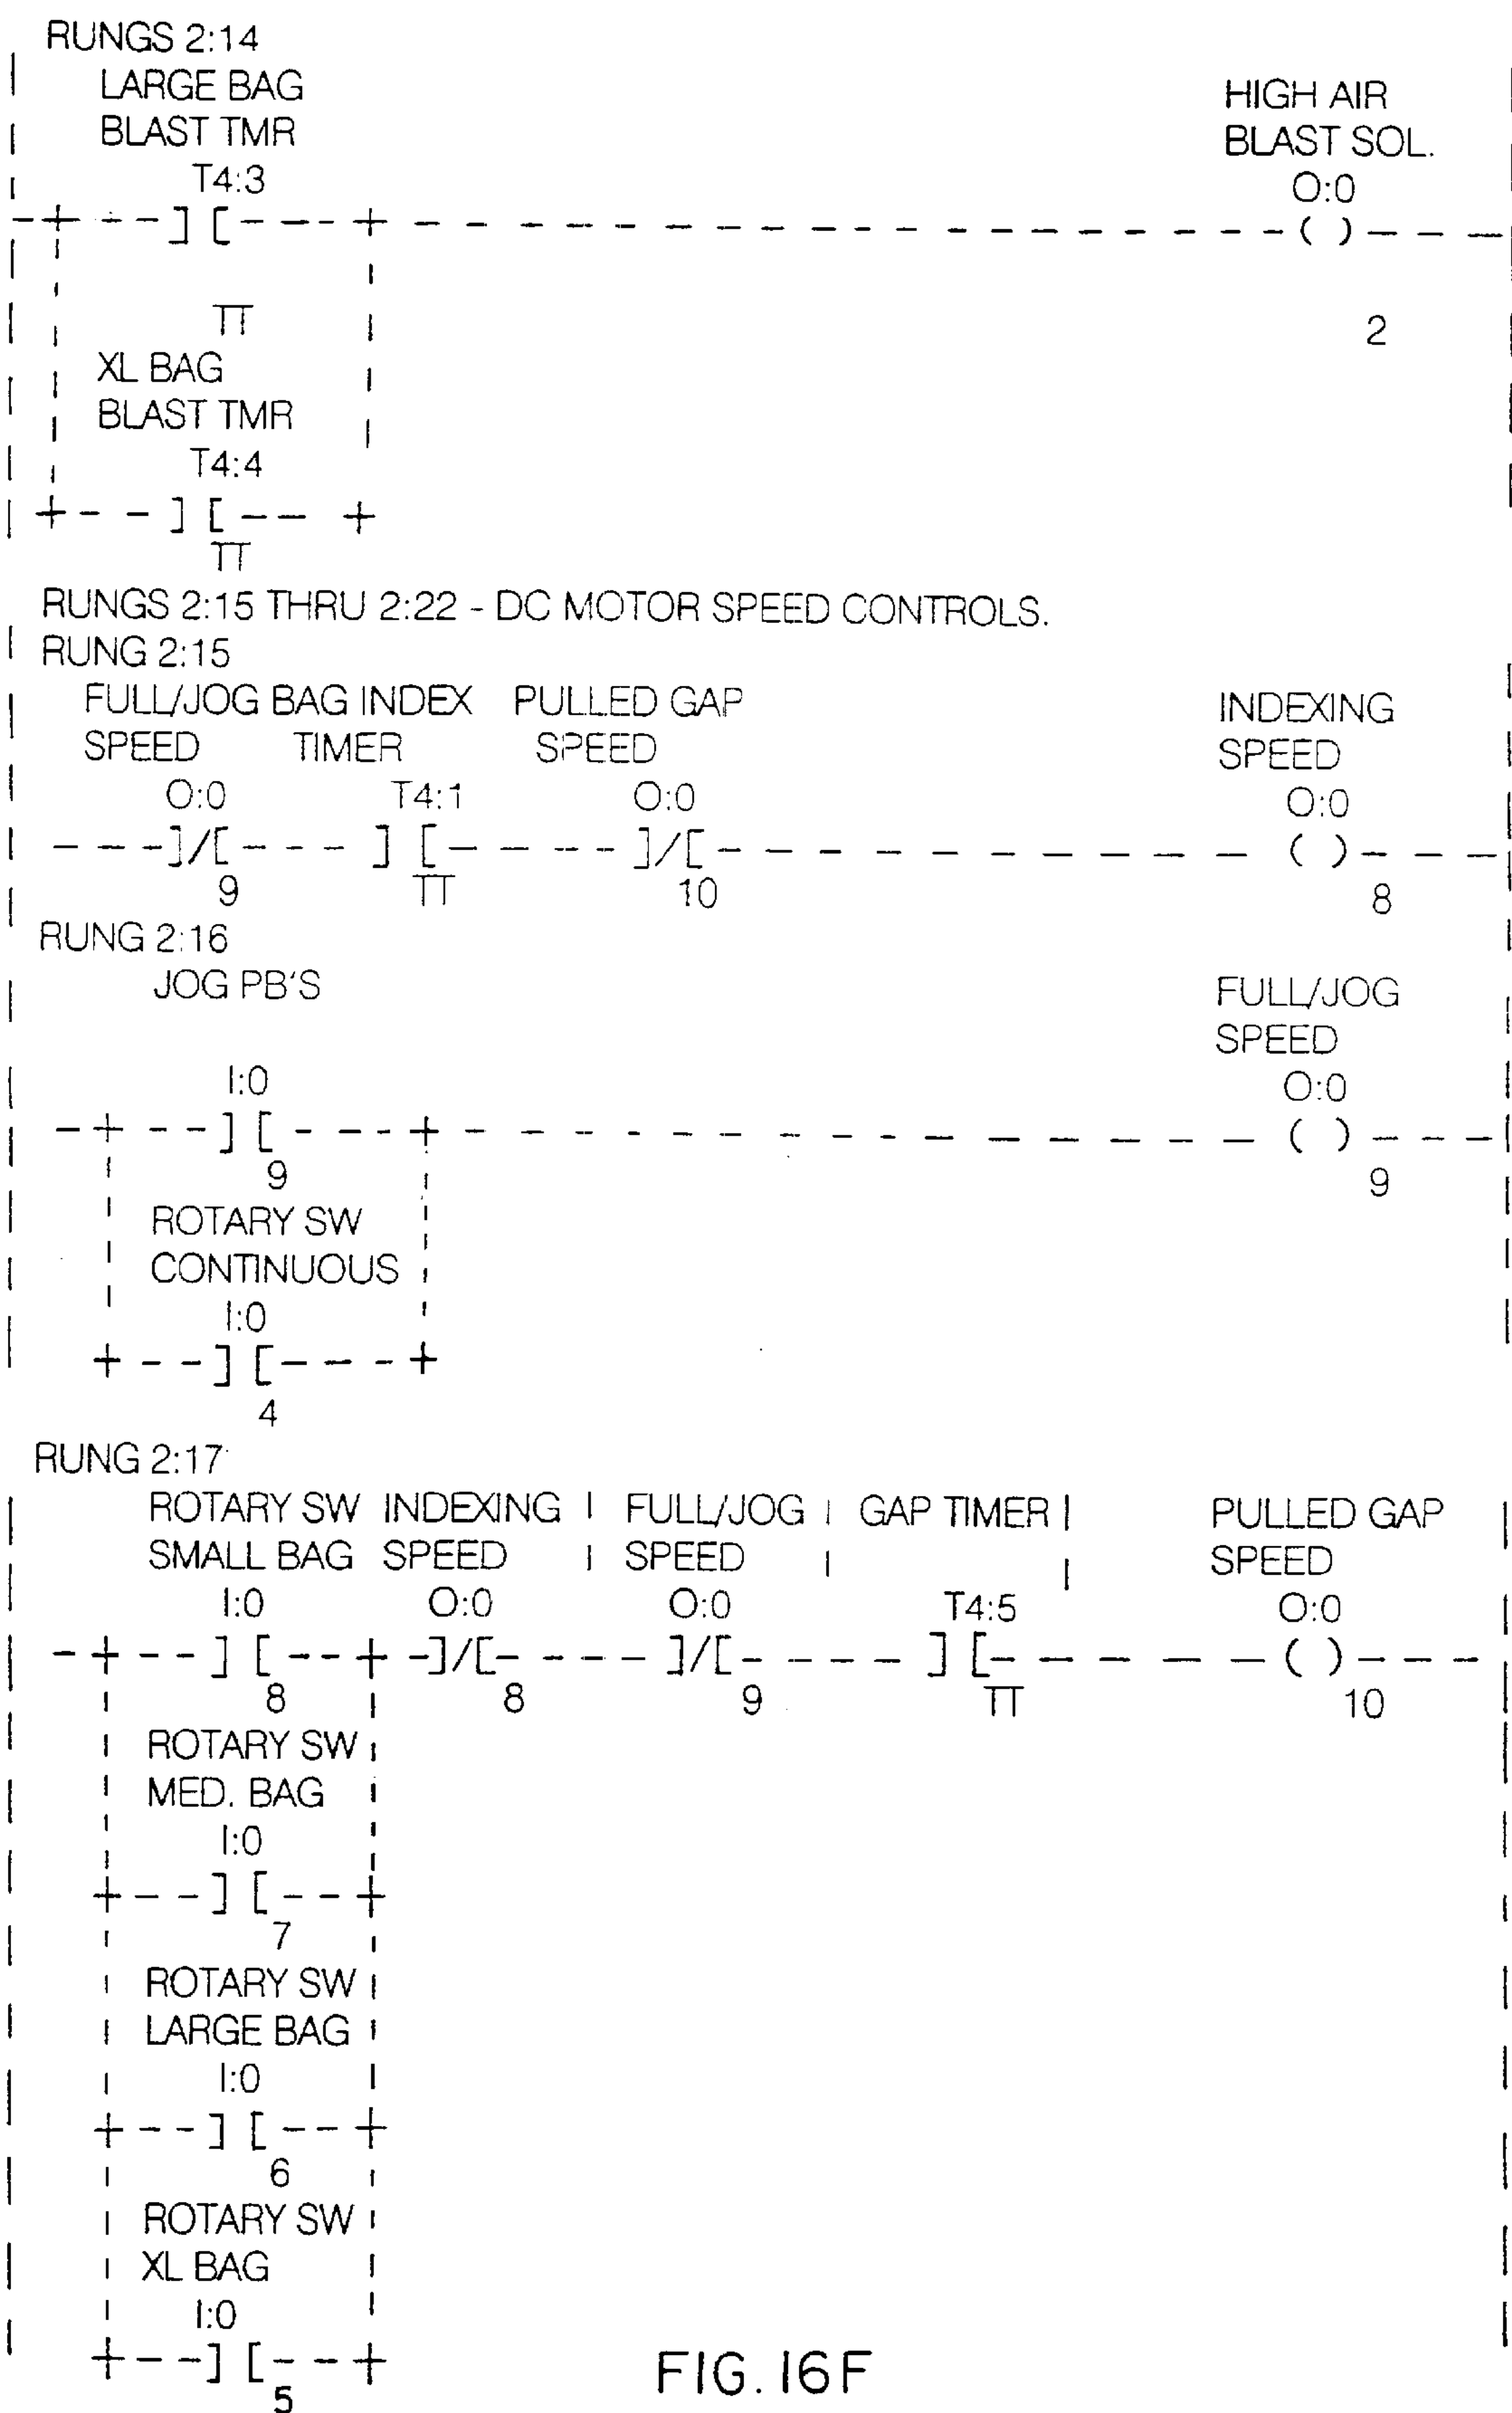 RUNGS 2:14
LARGE BAG
BLAST TMR
T4:3
HIGH AIR
BLAST SOL.
O:0
-+---] [----+-------------------( )---
TT
2
XL BAG
BLAST TMR
T4:4
+--] [-- +
TT
RUNGS 2:15 THRU 2:22 - DC MOTOR SPEED CONTROLS.
RUNG 2:15
FULL/JOG BAG INDEX PULLED GAP INDEXING
SPEED TIMER SPEED SPEED
O:0 T4:1 O:0 O:0
----]/[--- ] [-----]/[------------ ( )---
9 TT 10 8
RUNG 2:16
JOG PB'S
FULL/JOG
SPEED
I:0 O:0
-+---] [----+---------------- ( )---
9 9
ROTARY SW
CONTINUOUS
I:0
+--] [----+
4
RUNG 2:17
ROTARY SW INDEXING | FULL/JOG | GAP TIMER | PULLED GAP
SMALL BAG SPEED | SPEED | | SPEED
I:0 O:0 O:0 T4:5 O:0
-+--] [--+-]/[---- ]/[---- ] [------( )---
8 8 9 TT 10
ROTARY SW
MED. BAG
I:0
+--] [--+
7
ROTARY SW
LARGE BAG
I:0
+--] [--+
6
ROTARY SW
XL BAG
I:0
+--] [--+
5
FIG. 16F